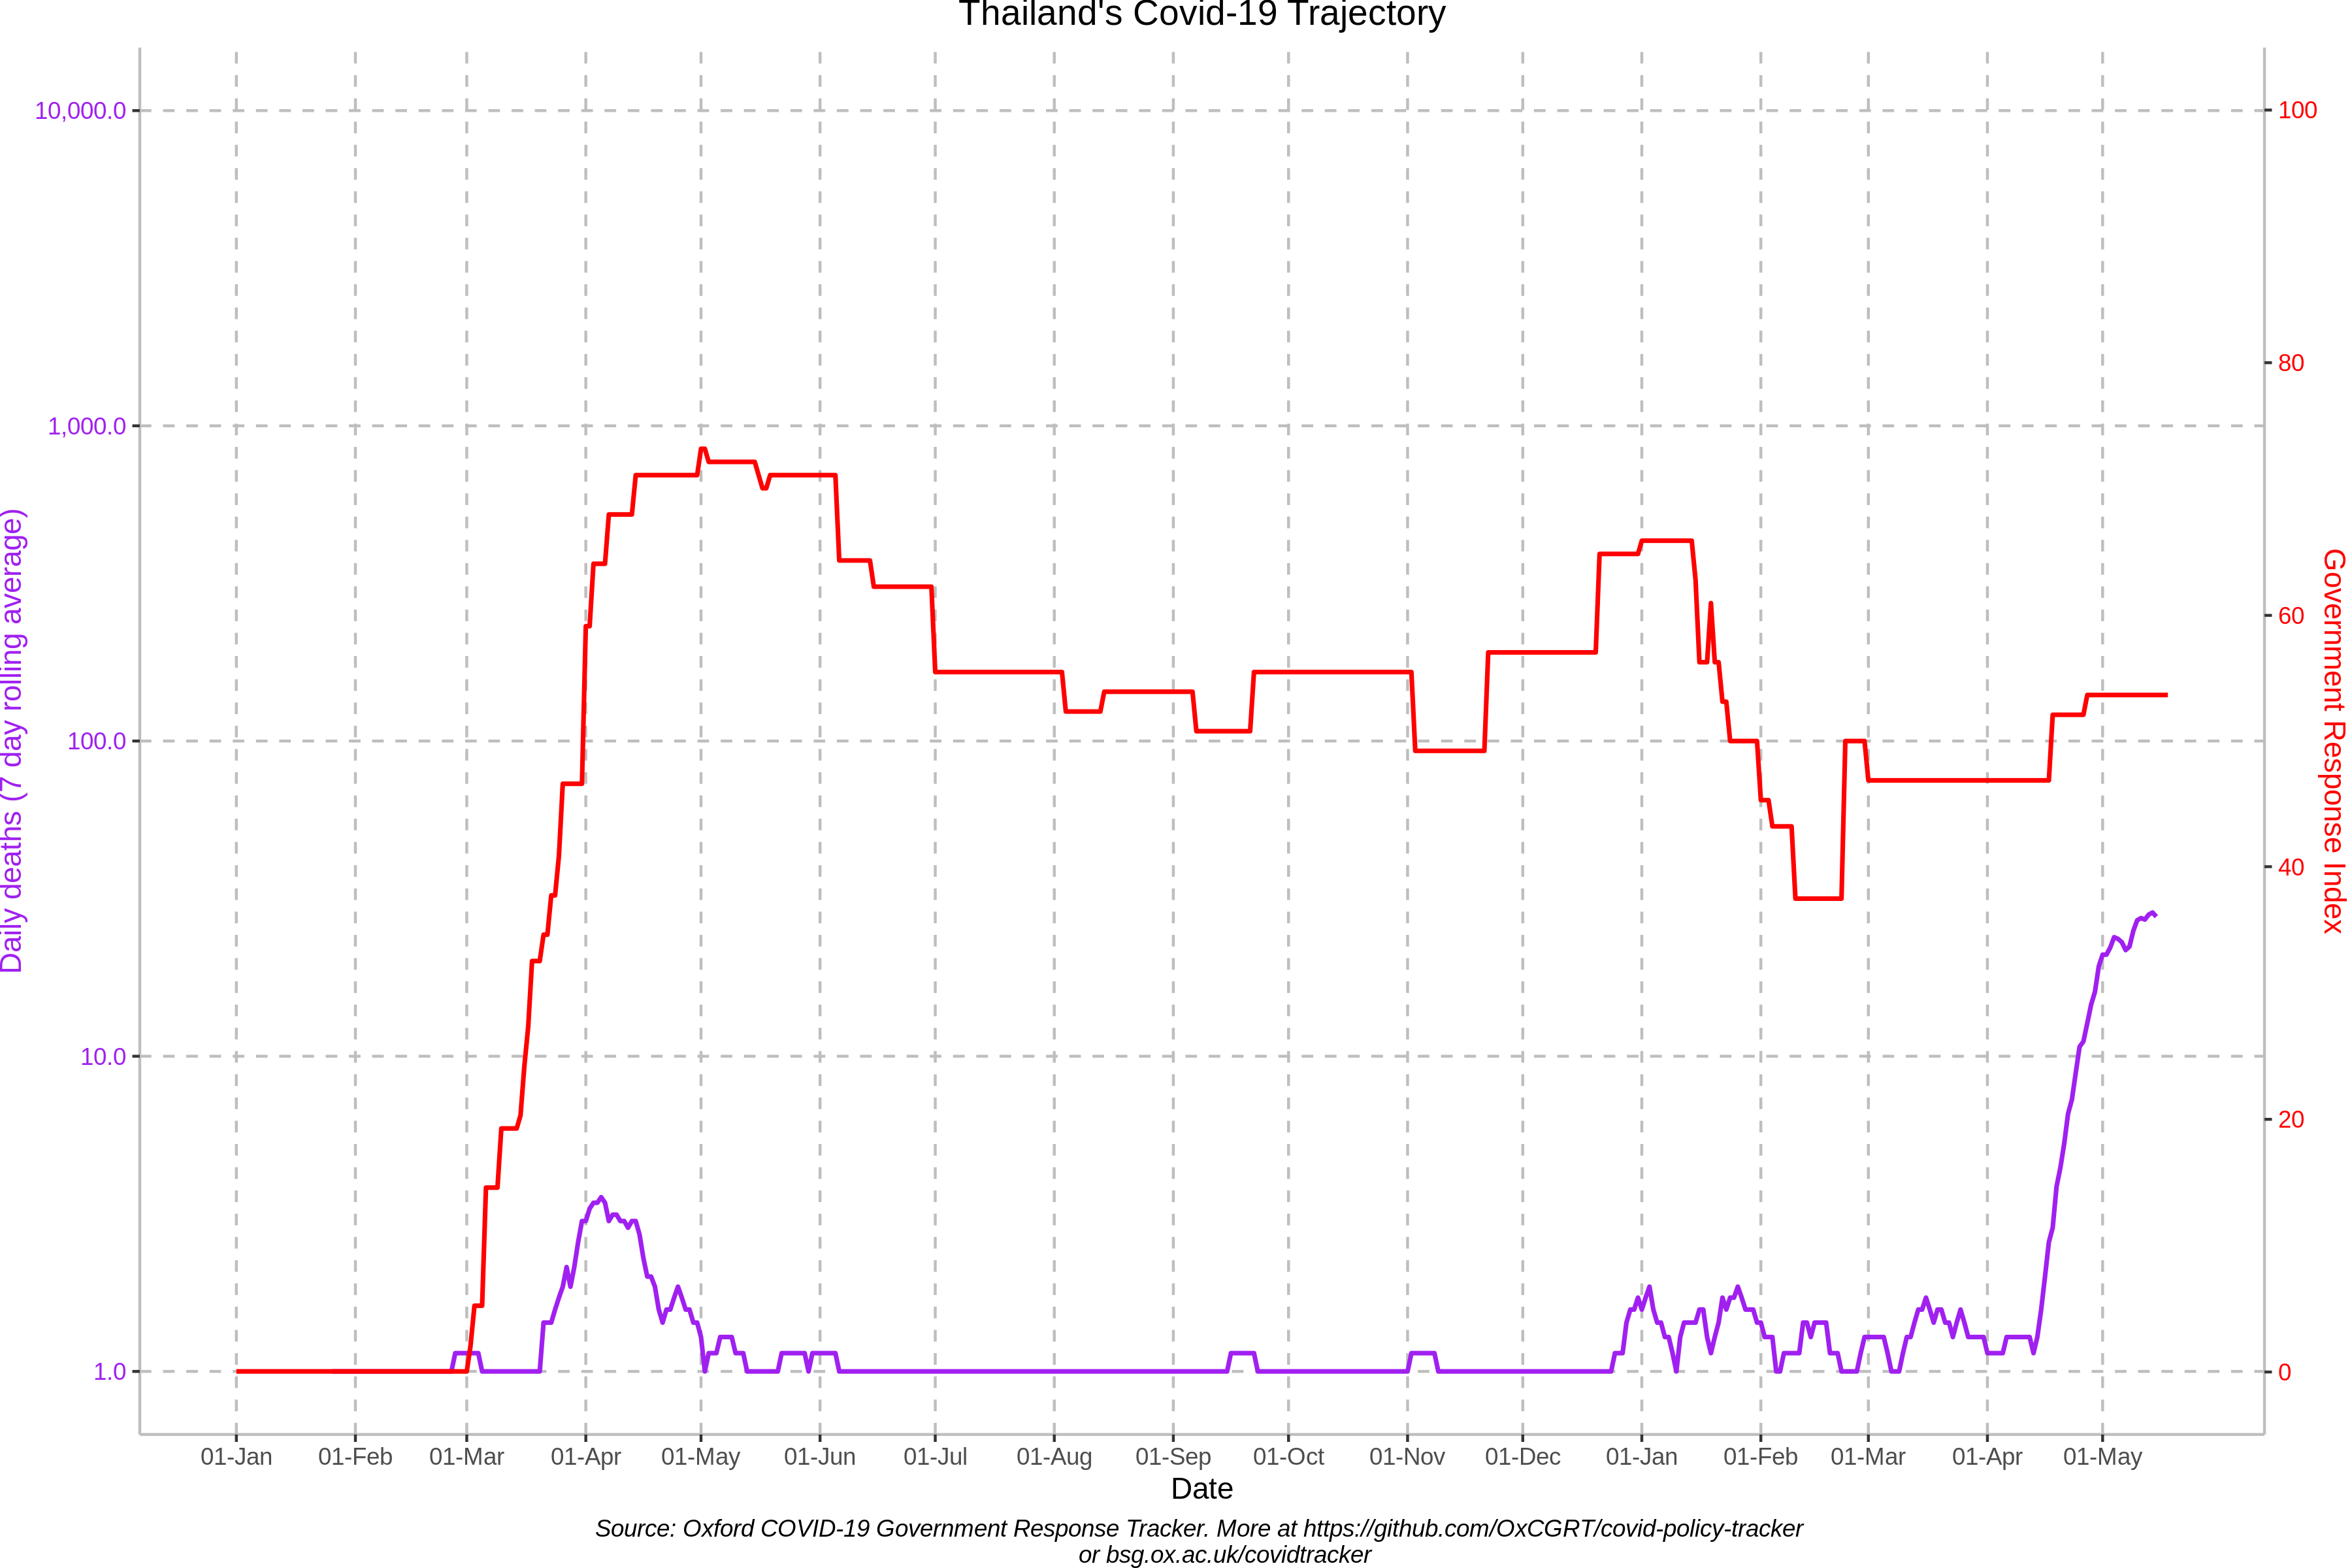 Thailand's Covid-19 Trajectory
10,000.0
1,000.0
100.0
10.0
1.0
Daily deaths (7 day rolling average)
100
80
60
40
20
0
Government Response Index
01-Jan 01-Feb 01-Mar 01-Apr 01-May 01-Jun 01-Jul 01-Aug 01-Sep 01-Oct 01-Nov 01-Dec 01-Jan 01-Feb 01-Mar 01-Apr 01-May
Date
Source: Oxford COVID-19 Government Response Tracker. More at https://github.com/OxCGRT/covid-policy-tracker
or bsg.ox.ac.uk/covidtracker